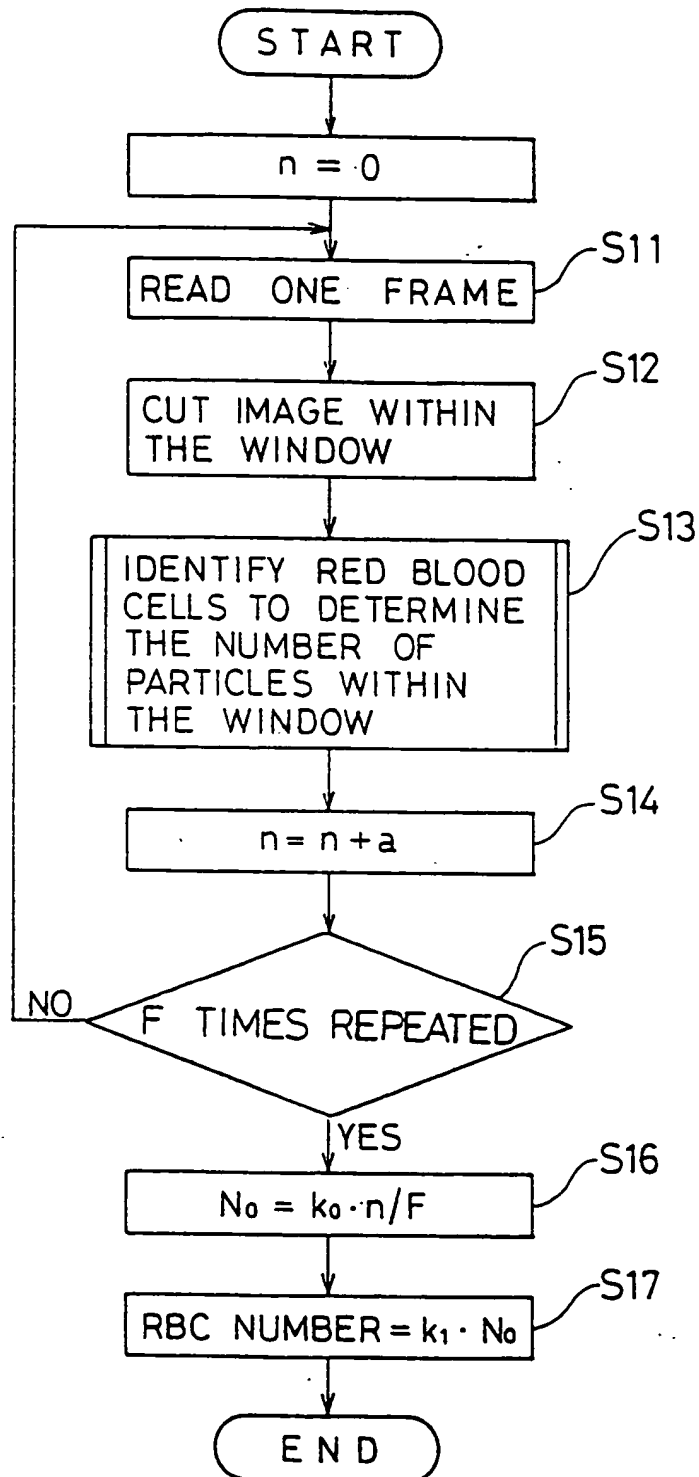 START
n = 0
S11
READ ONE FRAME
S12
CUT IMAGE WITHIN
THE WINDOW
S13
IDENTIFY RED BLOOD
CELLS TO DETERMINE
THE NUMBER OF
PARTICLES WITHIN
THE WINDOW
S14
n = n + a
S15
NO
F TIMES REPEATED
YES
S16
N₀ = k₀ · n/F
S17
RBC NUMBER = k₁ · N₀
END